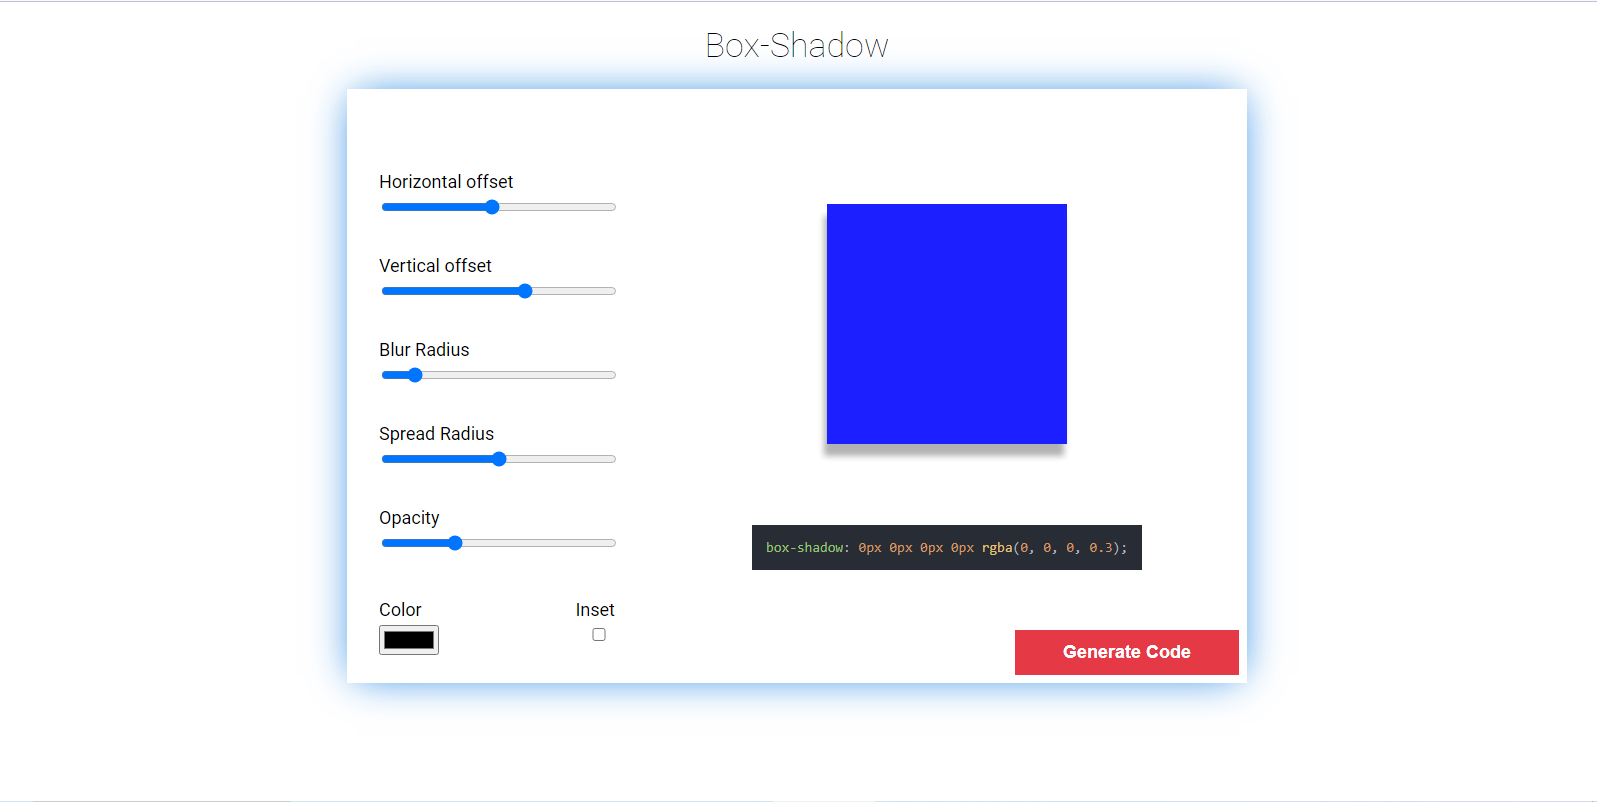 Box-Shadow
Horizontal offset
Vertical offset
Blur Radius
Spread Radius
Opacity
box-shadow: 0px 0px 0px 0px rgba(0, 0, 0, 0.3);
Color
Inset
Generate Code